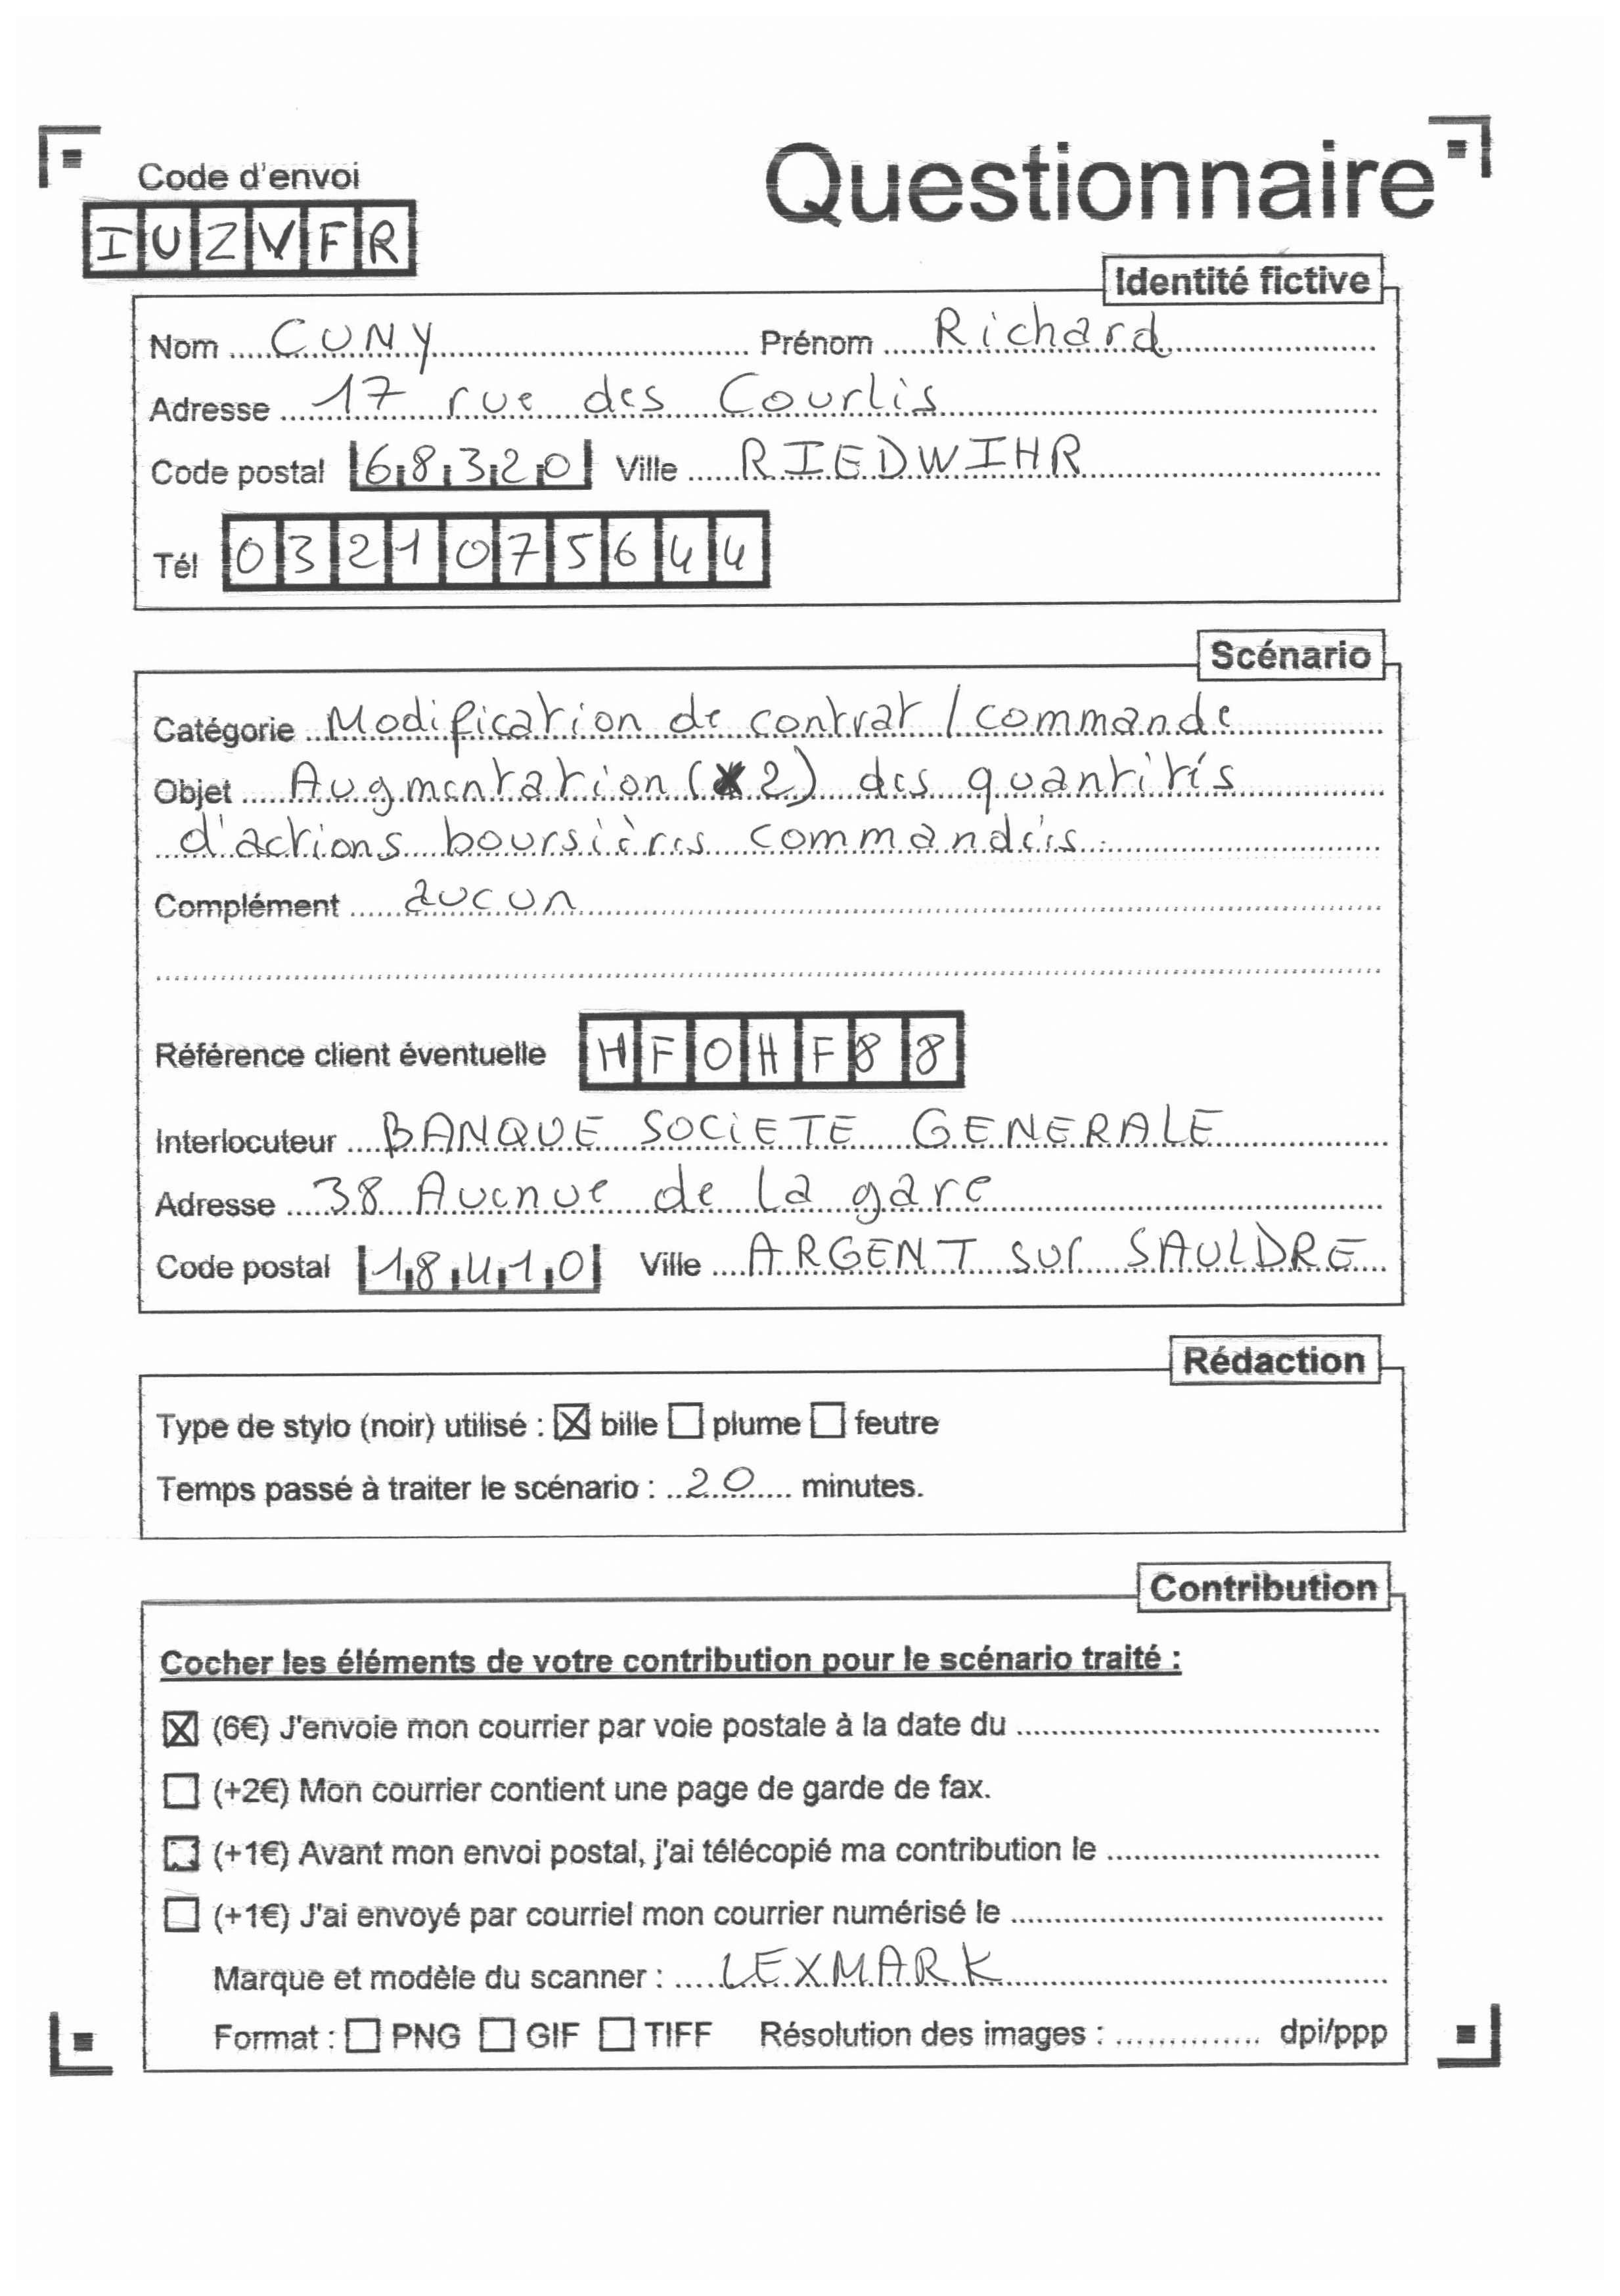 Code d'envoi
Questionnaire
IUZVFR
Identité fictive
Nom CUNY Prénom Richard
Adresse 17 rue des Courlis
Code postal 68320 Ville RIEDWIHR
Tél 0321075644
Scénario
Catégorie Modification de contrat / commande
Objet Augmentation (x2) des quantités
d'actions boursières commandées.
Complément aucun
Référence client éventuelle HFOHF88
Interlocuteur BANQUE SOCIETE GENERALE
Adresse 38 Avenue de la gare
Code postal 18410 Ville ARGENT sur SAULDRE
Rédaction
Type de stylo (noir) utilisé : ☒ bille ☐ plume ☐ feutre
Temps passé à traiter le scénario : 20 minutes.
Contribution
Cocher les éléments de votre contribution pour le scénario traité :
☒ (6€) J'envoie mon courrier par voie postale à la date du
☐ (+2€) Mon courrier contient une page de garde de fax.
☐ (+1€) Avant mon envoi postal, j'ai télécopié ma contribution le
☐ (+1€) J'ai envoyé par courriel mon courrier numérisé le
Marque et modèle du scanner : LEXMARK
Format : ☐ PNG ☐ GIF ☐ TIFF Résolution des images : dpi/ppp